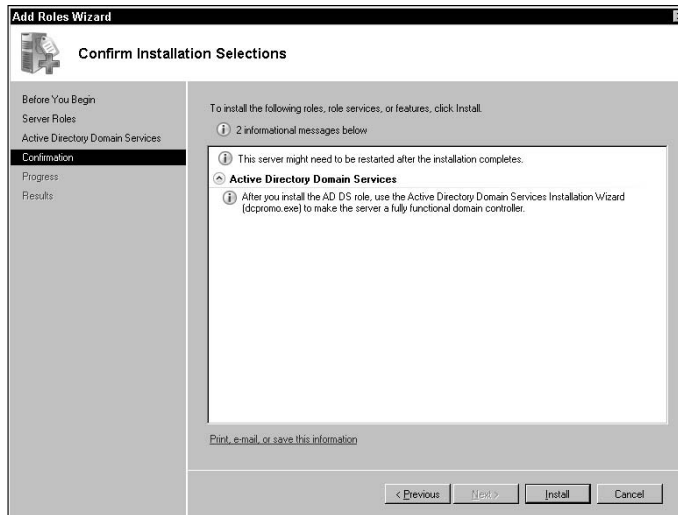 Add Roles Wizard
Confirm Installation Selections
Before You Begin
Server Roles
Active Directory Domain Services
Confirmation
Progress
Results
To install the following roles, role services, or features, click Install.
2 informational messages below
This server might need to be restarted after the installation completes.
Active Directory Domain Services
After you install the AD DS role, use the Active Directory Domain Services Installation Wizard
(dcpromo.exe) to make the server a fully functional domain controller.
Print, e-mail, or save this information
< Previous
Next >
Install
Cancel